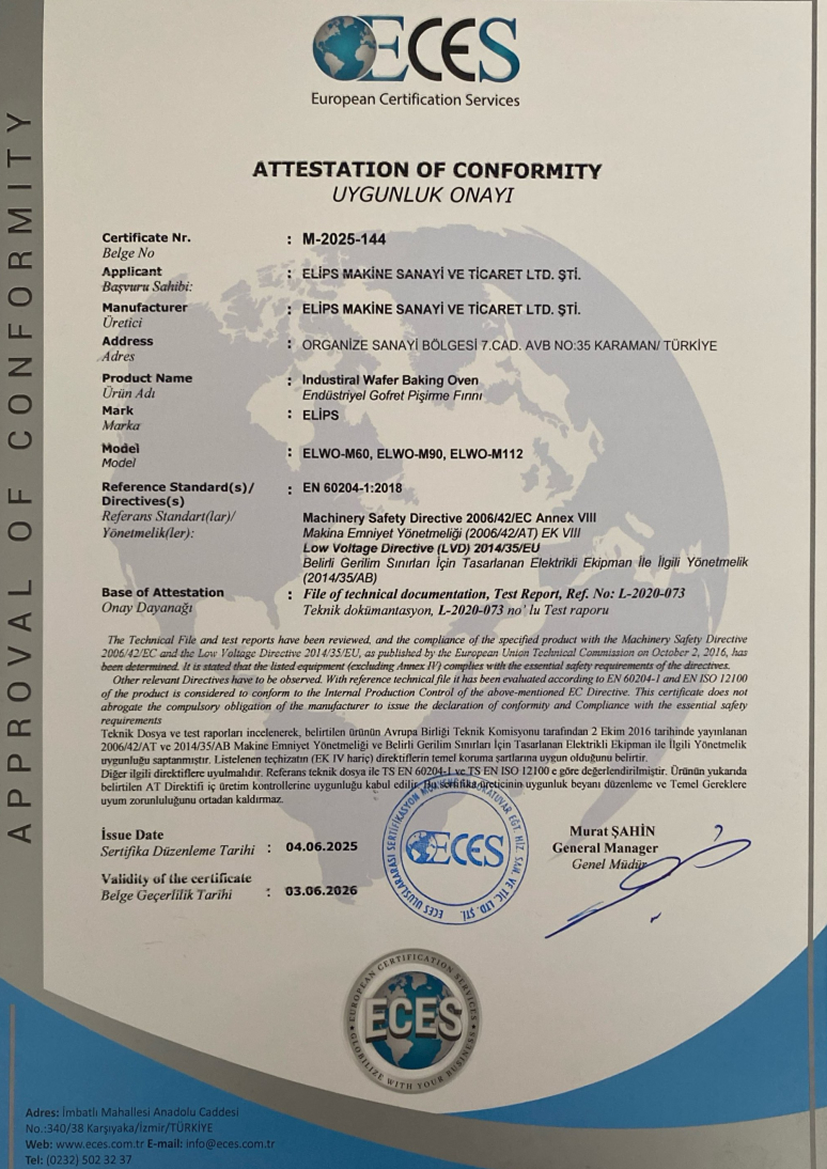 APPROVAL OF CONFORMITY
ECES
European Certification Services
ATTESTATION OF CONFORMITY
UYGUNLUK ONAYI
Certificate Nr. : M-2025-144
Belge No
Applicant : ELİPS MAKİNE SANAYİ VE TİCARET LTD. ŞTİ.
Başvuru Sahibi:
Manufacturer : ELİPS MAKİNE SANAYİ VE TİCARET LTD. ŞTİ.
Üretici
Address : ORGANİZE SANAYİ BÖLGESİ 7.CAD. AVB NO:35 KARAMAN/ TÜRKİYE
Adres
Product Name : Industiral Wafer Baking Oven
Ürün Adı Endüstriyel Gofret Pişirme Fırını
Mark : ELİPS
Marka
Model : ELWO-M60, ELWO-M90, ELWO-M112
Model
Reference Standard(s)/ : EN 60204-1:2018
Directives(s)
Referans Standart(lar)/ Machinery Safety Directive 2006/42/EC Annex VIII
Yönetmelik(ler): Makina Emniyet Yönetmeliği (2006/42/AT) EK VIII
Low Voltage Directive (LVD) 2014/35/EU
Belirli Gerilim Sınırları İçin Tasarlanan Elektrikli Ekipman İle İlgili Yönetmelik
(2014/35/AB)
Base of Attestation : File of technical documentation, Test Report, Ref. No: L-2020-073
Onay Dayanağı Teknik dokümantasyon, L-2020-073 no' lu Test raporu
The Technical File and test reports have been reviewed, and the compliance of the specified product with the Machinery Safety Directive
2006/42/EC and the Low Voltage Directive 2014/35/EU, as published by the European Union Technical Commission on October 2, 2016, has
been determined. It is stated that the listed equipment (excluding Annex IV) complies with the essential safety requirements of the directives.
Other relevant Directives have to be observed. With reference technical file it has been evaluated according to EN 60204-1 and EN ISO 12100
of the product is considered to conform to the Internal Production Control of the above-mentioned EC Directive. This certificate does not
abrogate the compulsory obligation of the manufacturer to issue the declaration of conformity and Compliance with the essential safety
requirements
Teknik Dosya ve test raporları incelenerek, belirtilen ürünün Avrupa Birliği Teknik Komisyonu tarafından 2 Ekim 2016 tarihinde yayınlanan
2006/42/AT ve 2014/35/AB Makine Emniyet Yönetmeliği ve Belirli Gerilim Sınırları İçin Tasarlanan Elektrikli Ekipman ile İlgili Yönetmelik
uygunluğu saptanmıştır. Listelenen teçhizatın (EK IV hariç) direktiflerin temel koruma şartlarına uygun olduğunu belirtir.
Diğer ilgili direktiflere uyulmalıdır. Referans teknik dosya ile TS EN 60204-1 ve TS EN ISO 12100 e göre değerlendirilmiştir. Ürünün yukarıda
belirtilen AT Direktifi iç üretim kontrollerine uygunluğu kabul edilir. Bu sertifika üreticinin uygunluk beyanı düzenleme ve Temel Gereklere
uyum zorunluluğunu ortadan kaldırmaz.
Issue Date
Sertifika Düzenleme Tarihi : 04.06.2025
Validity of the certificate
Belge Geçerlilik Tarihi : 03.06.2026
ECES
ECES ULUSLARARASI SERTİFİKASYON LABORATUVAR EĞT. HİZ. SAN. VE TİC. LTD. ŞTİ.
Murat ŞAHİN
General Manager
Genel Müdür
EUROPEAN CERTIFICATION SERVICES
ECES
GLOBILIZE WITH YOUR BUSINESS
Adres: İmbatlı Mahallesi Anadolu Caddesi
No.:340/38 Karşıyaka/İzmir/TÜRKİYE
Web: www.eces.com.tr E-mail: info@eces.com.tr
Tel: (0232) 502 32 37